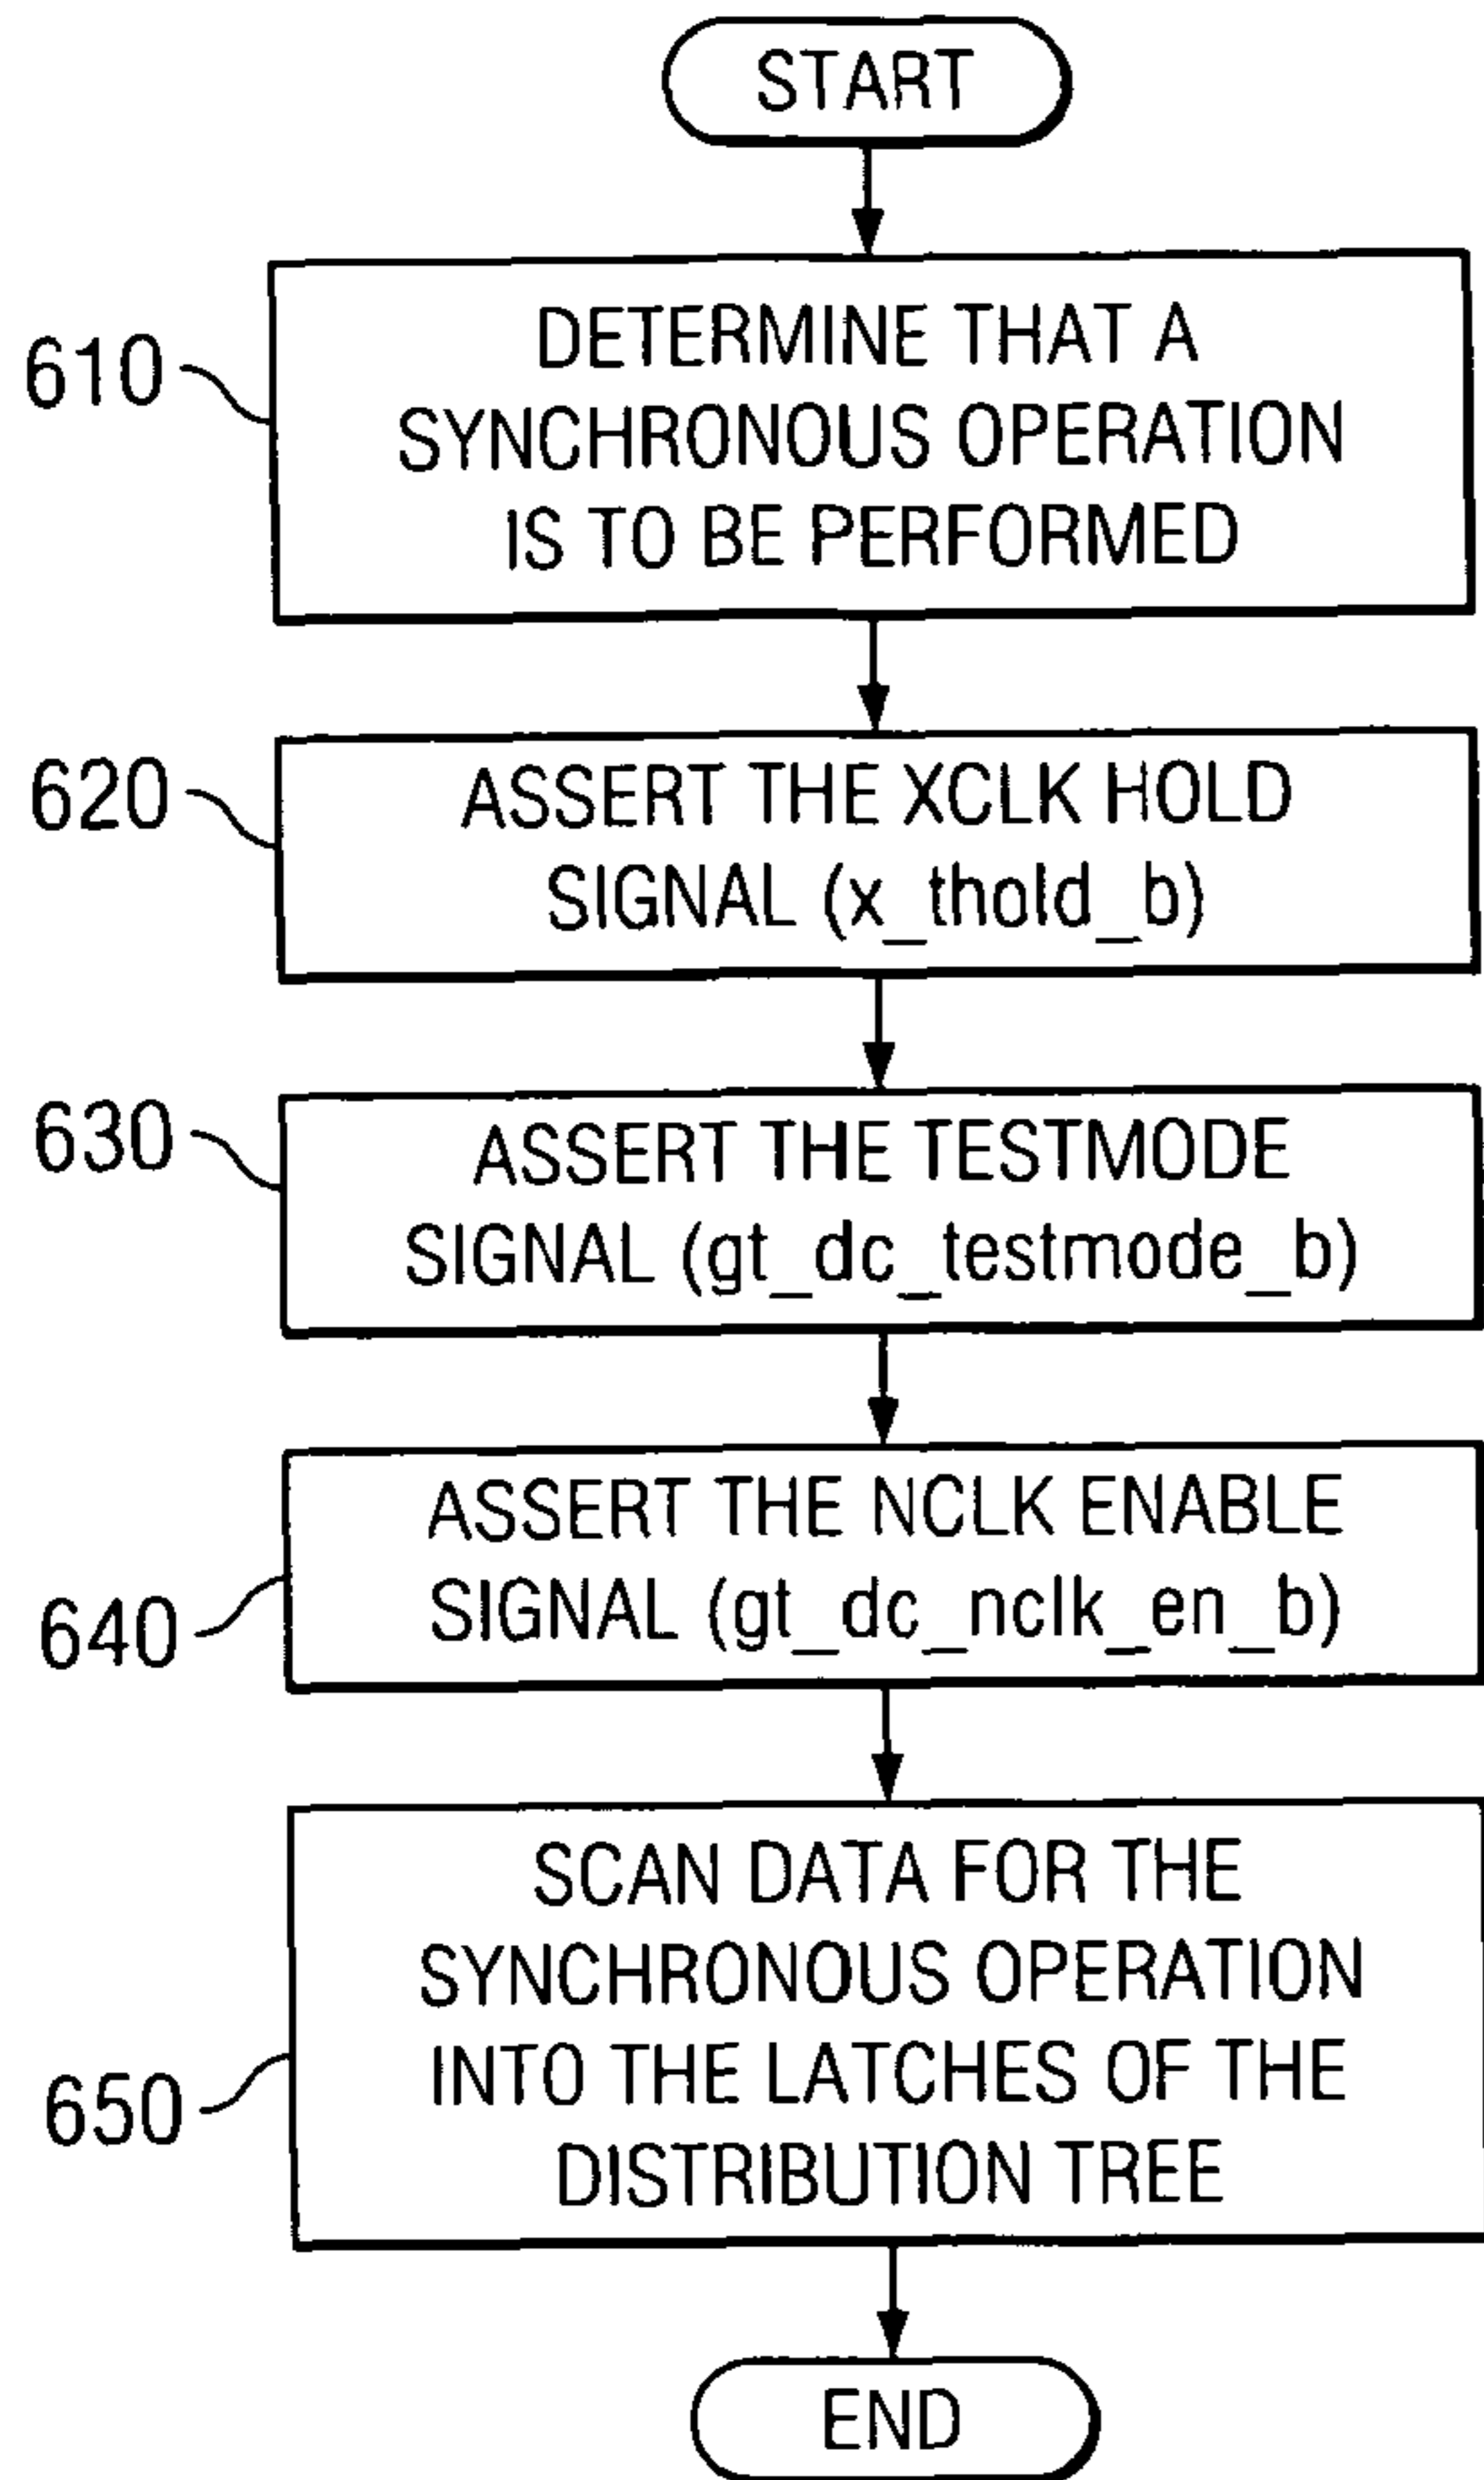 START
610
DETERMINE THAT A
SYNCHRONOUS OPERATION
IS TO BE PERFORMED
620
ASSERT THE XCLK HOLD
SIGNAL (x_thold_b)
630
ASSERT THE TESTMODE
SIGNAL (gt_dc_testmode_b)
640
ASSERT THE NCLK ENABLE
SIGNAL (gt_dc_nclk_en_b)
650
SCAN DATA FOR THE
SYNCHRONOUS OPERATION
INTO THE LATCHES OF THE
DISTRIBUTION TREE
END